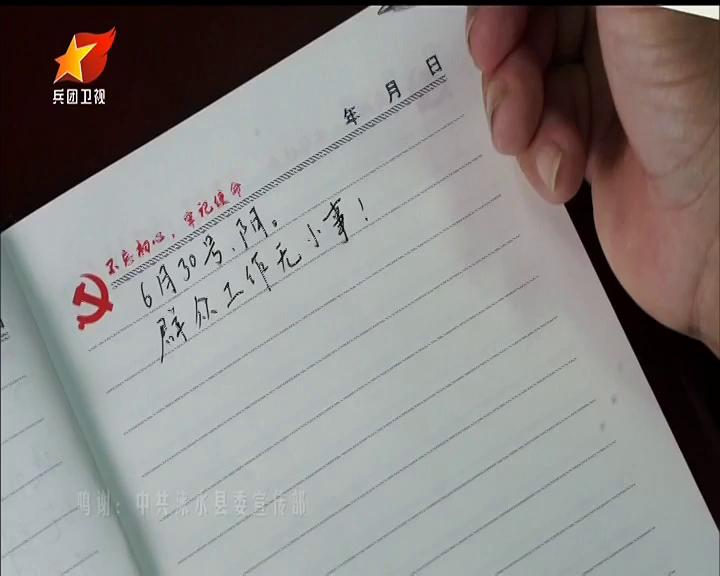 兵团卫视
年 月 日
不忘初心，牢记使命
6月30号、阴。
群众工作无小事！
鸣谢：中共涞水县委宣传部